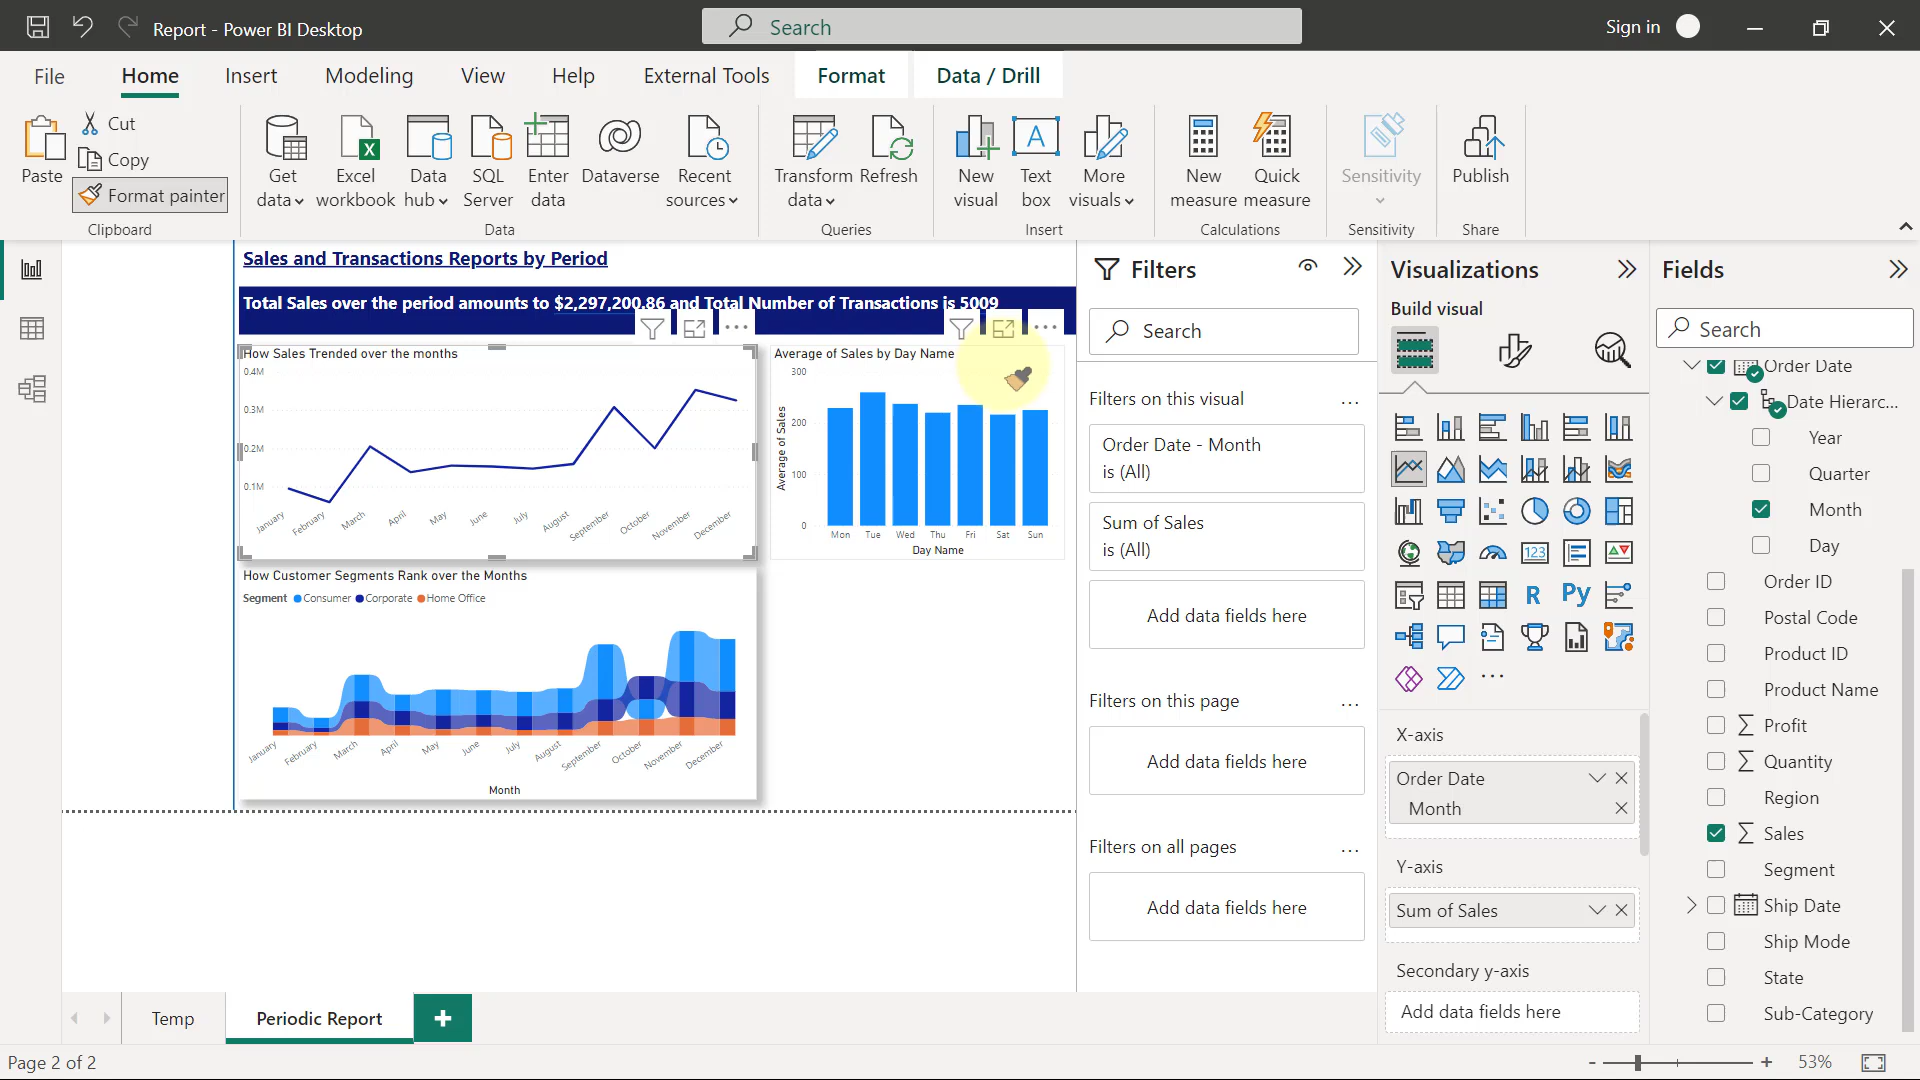 Report - Power BI Desktop
Search
Sign in
File
Home
Insert
Modeling
View
Help
External Tools
Format
Data / Drill
Paste
Cut
Copy
Format painter
Clipboard
Get data
Excel workbook
Data hub
SQL Server
Enter data
Dataverse
Recent sources
Data
Transform data
Refresh
Queries
New visual
Text box
More visuals
Insert
New measure
Quick measure
Calculations
Sensitivity
Sensitivity
Publish
Share
Sales and Transactions Reports by Period
Total Sales over the period amounts to $2,297,200.86 and Total Number of Transactions is 5009
How Sales Trended over the months
0.4M
0.3M
0.2M
0.1M
January
February
March
April
May
June
July
August
September
October
November
December
Average of Sales by Day Name
Average of Sales
300
200
100
0
Mon
Tue
Wed
Thu
Fri
Sat
Sun
Day Name
How Customer Segments Rank over the Months
Segment Consumer Corporate Home Office
January
February
March
April
May
June
July
August
September
October
November
December
Month
Filters
Search
Filters on this visual
Order Date - Month
is (All)
Sum of Sales
is (All)
Add data fields here
Filters on this page
Add data fields here
Filters on all pages
Add data fields here
Visualizations
Build visual
123
R
Py
X-axis
Order Date
Month
Y-axis
Sum of Sales
Secondary y-axis
Add data fields here
Fields
Search
Order Date
Date Hierarc...
Year
Quarter
Month
Day
Order ID
Postal Code
Product ID
Product Name
Profit
Quantity
Region
Sales
Segment
Ship Date
Ship Mode
State
Sub-Category
Temp
Periodic Report
Page 2 of 2
53%